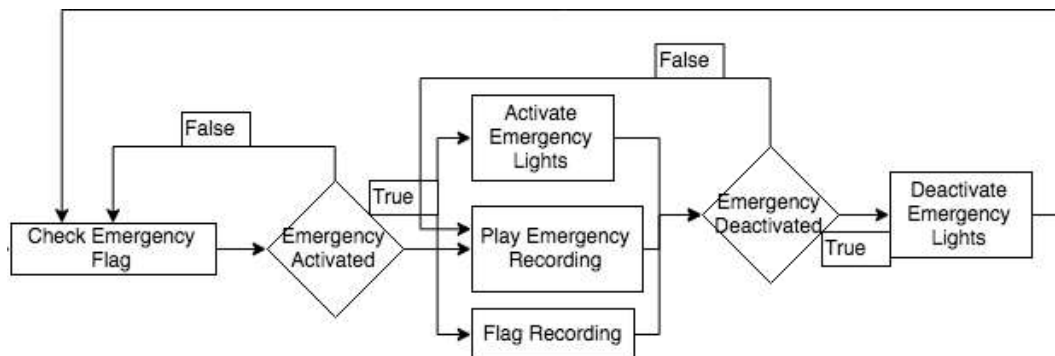 False
False
Activate
Emergency
Lights
True
Check Emergency
Flag
Emergency
Activated
Play Emergency
Recording
Flag Recording
Emergency
Deactivated
True
Deactivate
Emergency
Lights